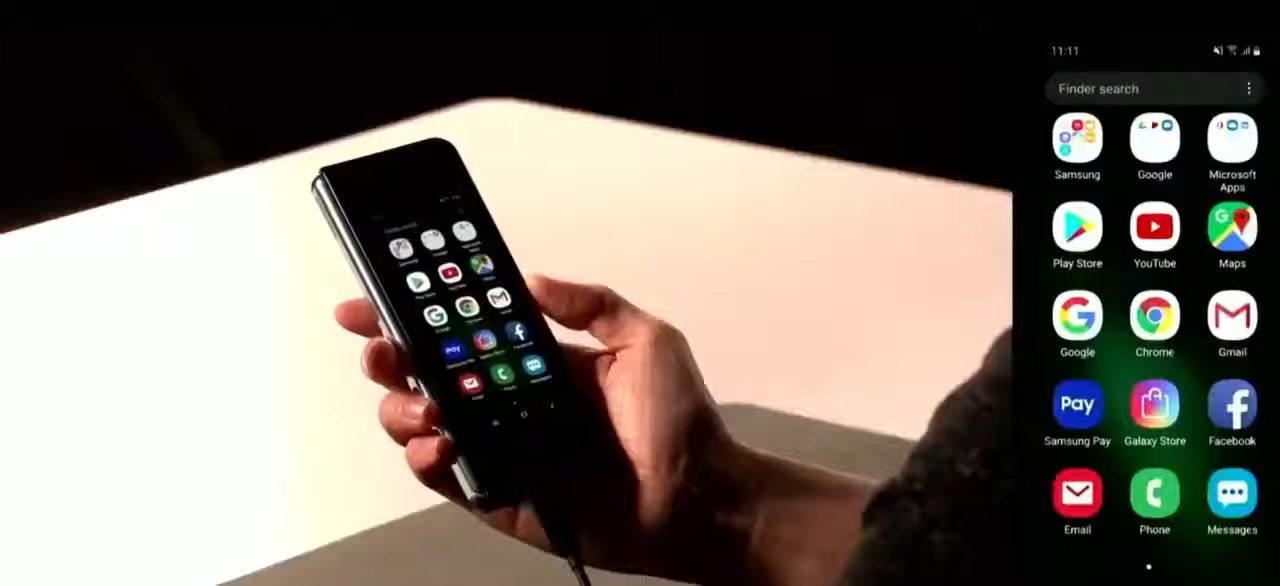 11:11
Finder search
Samsung
Google
Microsoft Apps
Play Store
YouTube
Maps
Google
Chrome
Gmail
Pay
Samsung Pay
Galaxy Store
Facebook
Email
Phone
Messages